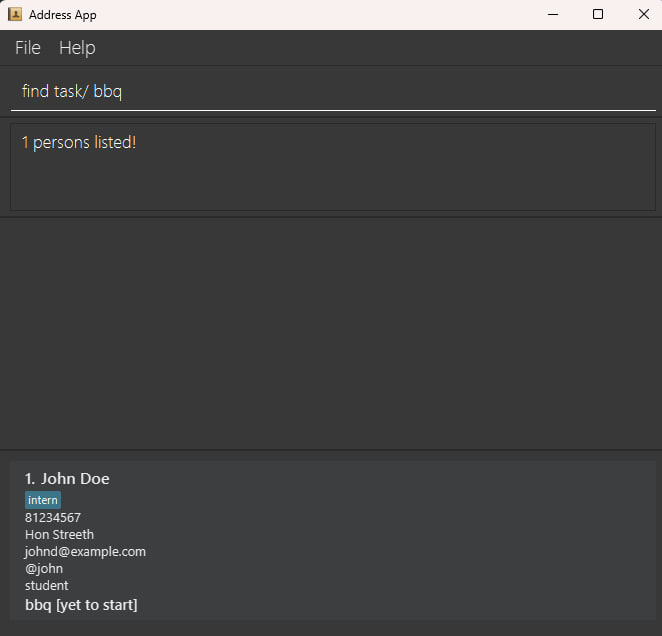 Address App
File Help
find task/ bbq
1 persons listed!
1. John Doe
intern
81234567
Hon Streeth
johnd@example.com
@john
student
bbq [yet to start]